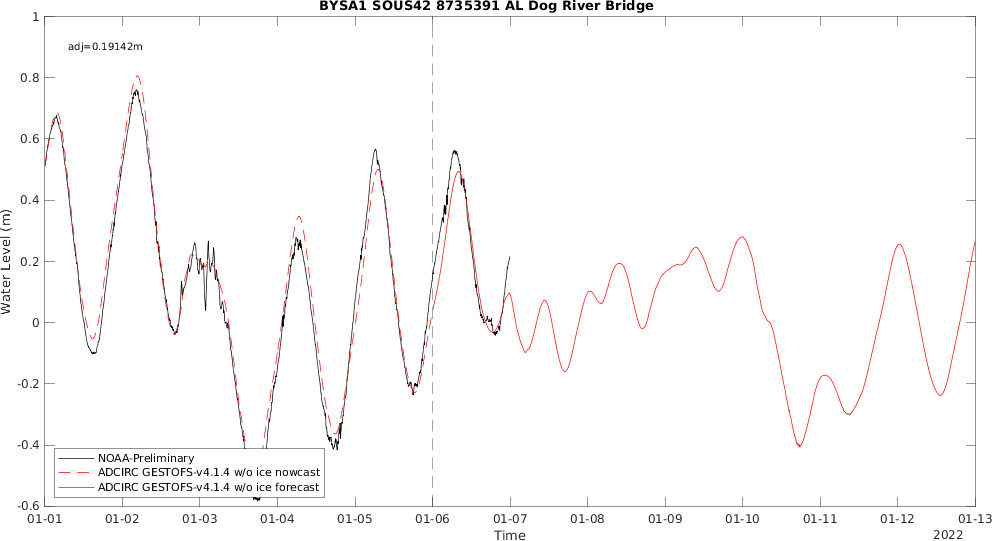 BYSA1 SOUS42 8735391 AL Dog River Bridge
adj=0.19142m
Water Level (m)
1
0.8
0.6
0.4
0.2
0
-0.2
-0.4
-0.6
NOAA-Preliminary
ADCIRC GESTOFS-v4.1.4 w/o ice nowcast
ADCIRC GESTOFS-v4.1.4 w/o ice forecast
01-01 01-02 01-03 01-04 01-05 01-06 01-07 01-08 01-09 01-10 01-11 01-12 01-13
Time
2022